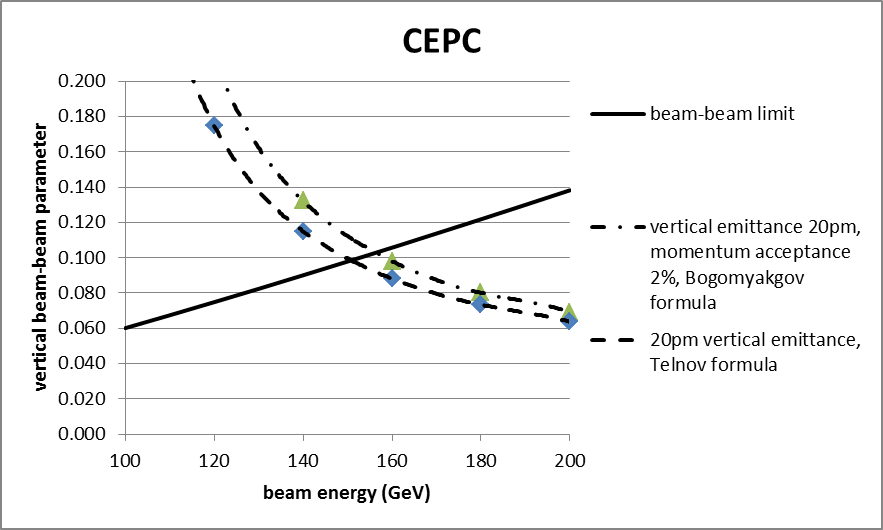 CEPC
vertical beam-beam parameter
0.200
0.180
0.160
0.140
0.120
0.100
0.080
0.060
0.040
0.020
0.000
100 120 140 160 180 200
beam energy (GeV)
beam-beam limit
vertical emittance 20pm,
momentum acceptance
2%, Bogomyakgov
formula
20pm vertical emittance,
Telnov formula